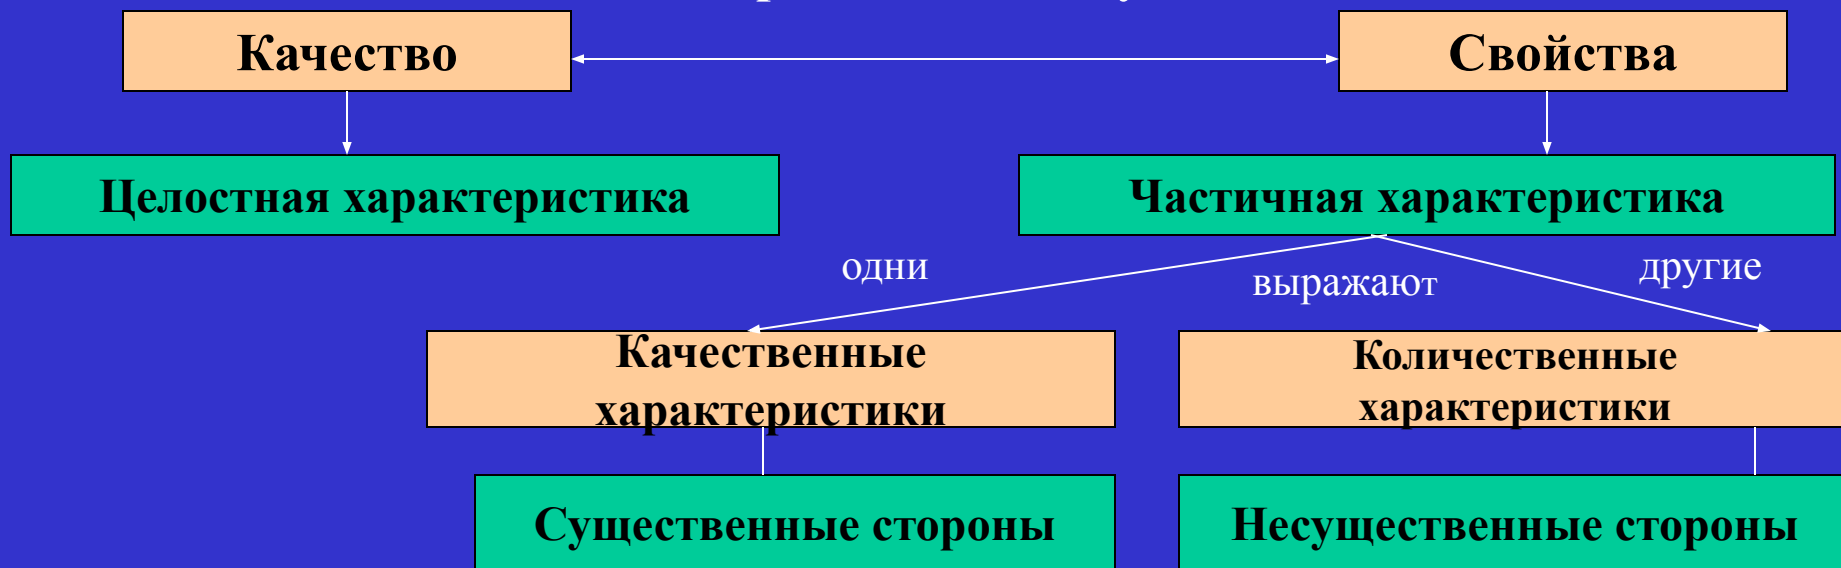 Качество
Свойства
Целостная характеристика
Частичная характеристика
одни
выражают
другие
Качественные
характеристики
Количественные
характеристики
Существенные стороны
Несущественные стороны